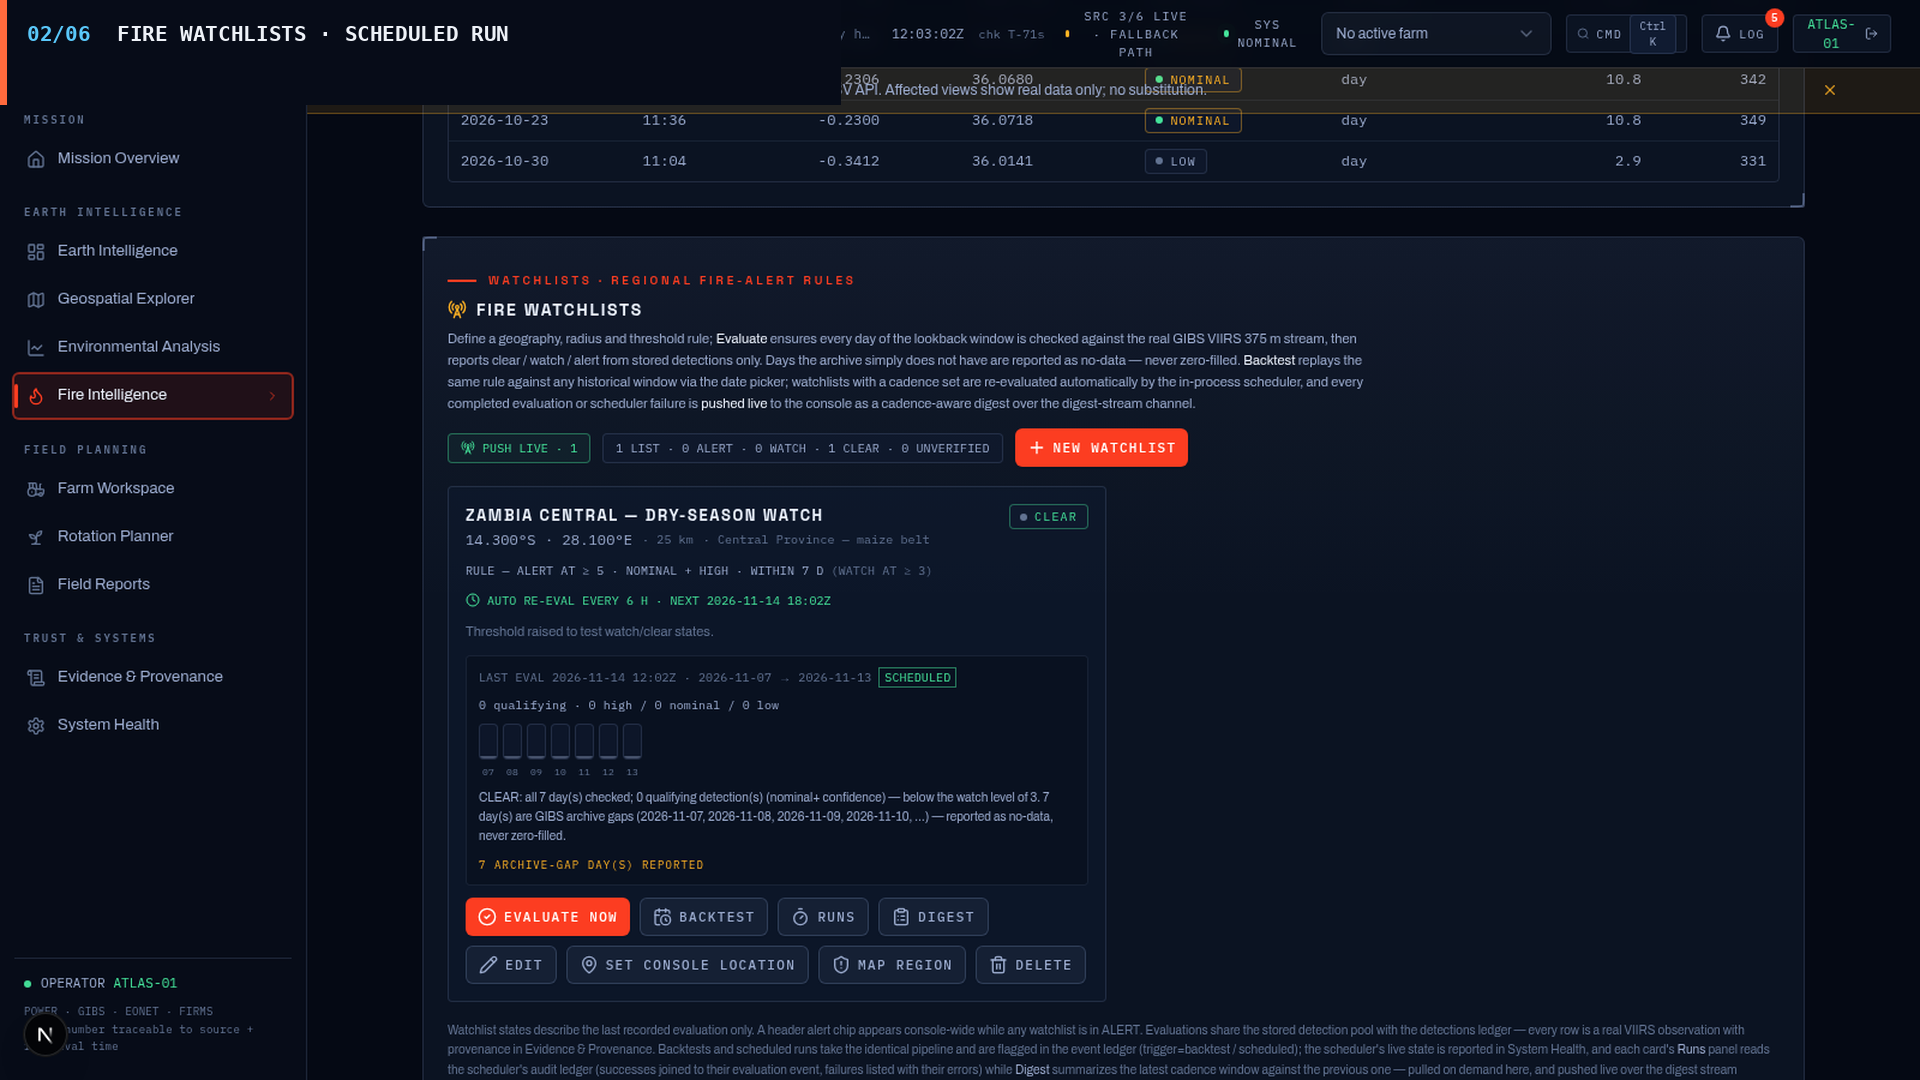 02/06 FIRE WATCHLISTS · SCHEDULED RUN
12:03:02Z chk T-71s
SRC 3/6 LIVE
· FALLBACK
PATH
SYS
NOMINAL
No active farm
CMD Ctrl
K
LOG
5
ATLAS-
01
V API. Affected views show real data only; no substitution.
2306 36.0680 NOMINAL day 10.8 342
2026-10-23 11:36 -0.2300 36.0718 NOMINAL day 10.8 349
2026-10-30 11:04 -0.3412 36.0141 LOW day 2.9 331
MISSION
Mission Overview
EARTH INTELLIGENCE
Earth Intelligence
Geospatial Explorer
Environmental Analysis
Fire Intelligence
FIELD PLANNING
Farm Workspace
Rotation Planner
Field Reports
TRUST & SYSTEMS
Evidence & Provenance
System Health
OPERATOR ATLAS-01
POWER · GIBS · EONET · FIRMS
number traceable to source +
val time
N
WATCHLISTS · REGIONAL FIRE-ALERT RULES
FIRE WATCHLISTS
Define a geography, radius and threshold rule; Evaluate ensures every day of the lookback window is checked against the real GIBS VIIRS 375 m stream, then
reports clear / watch / alert from stored detections only. Days the archive simply does not have are reported as no-data — never zero-filled. Backtest replays the
same rule against any historical window via the date picker; watchlists with a cadence set are re-evaluated automatically by the in-process scheduler, and every
completed evaluation or scheduler failure is pushed live to the console as a cadence-aware digest over the digest-stream channel.
PUSH LIVE · 1
1 LIST · 0 ALERT · 0 WATCH · 1 CLEAR · 0 UNVERIFIED
NEW WATCHLIST
ZAMBIA CENTRAL — DRY-SEASON WATCH
CLEAR
14.300°S · 28.100°E · 25 km · Central Province — maize belt
RULE — ALERT AT ≥ 5 · NOMINAL + HIGH · WITHIN 7 D (WATCH AT ≥ 3)
AUTO RE-EVAL EVERY 6 H · NEXT 2026-11-14 18:02Z
Threshold raised to test watch/clear states.
LAST EVAL 2026-11-14 12:02Z · 2026-11-07 → 2026-11-13 SCHEDULED
0 qualifying · 0 high / 0 nominal / 0 low
07 08 09 10 11 12 13
CLEAR: all 7 day(s) checked; 0 qualifying detection(s) (nominal+ confidence) — below the watch level of 3. 7
day(s) are GIBS archive gaps (2026-11-07, 2026-11-08, 2026-11-09, 2026-11-10, …) — reported as no-data,
never zero-filled.
7 ARCHIVE-GAP DAY(S) REPORTED
EVALUATE NOW
BACKTEST
RUNS
DIGEST
EDIT
SET CONSOLE LOCATION
MAP REGION
DELETE
Watchlist states describe the last recorded evaluation only. A header alert chip appears console-wide while any watchlist is in ALERT. Evaluations share the stored detection pool with the detections ledger — every row is a real VIIRS observation with
provenance in Evidence & Provenance. Backtests and scheduled runs take the identical pipeline and are flagged in the event ledger (trigger=backtest / scheduled); the scheduler's live state is reported in System Health, and each card's Runs panel reads
the scheduler's audit ledger (successes joined to their evaluation event, failures listed with their errors) while Digest summarizes the latest cadence window against the previous one — pulled on demand here, and pushed live over the digest stream